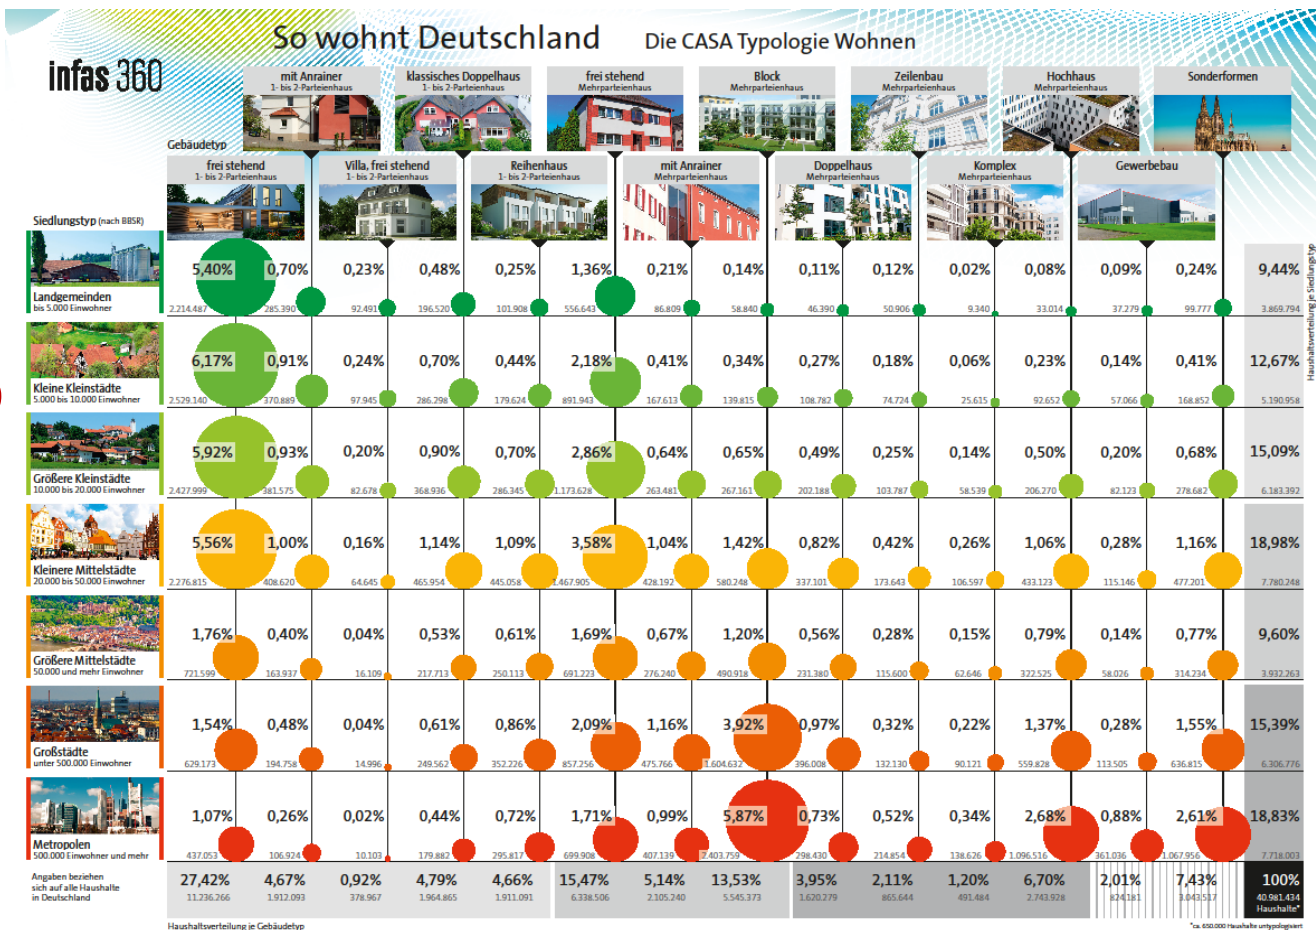 So wohnt Deutschland Die CASA Typologie Wohnen
infas 360
mit Anrainer
1- bis 2-Parteienhaus
klassisches Doppelhaus
1- bis 2-Parteienhaus
frei stehend
Mehrparteienhaus
Block
Mehrparteienhaus
Zeilenbau
Mehrparteienhaus
Hochhaus
Mehrparteienhaus
Sonderformen
Gebäudetyp
frei stehend
1- bis 2-Parteienhaus
Villa, frei stehend
1- bis 2-Parteienhaus
Reihenhaus
1- bis 2-Parteienhaus
mit Anrainer
Mehrparteienhaus
Doppelhaus
Mehrparteienhaus
Komplex
Mehrparteienhaus
Gewerbebau
Siedlungstyp (nach BBSR)
Haushaltsverteilung je Siedlungstyp
5,40% 0,70% 0,23% 0,48% 0,25% 1,36% 0,21% 0,14% 0,11% 0,12% 0,02% 0,08% 0,09% 0,24% 9,44%
Landgemeinden
bis 5.000 Einwohner
2.214.487 285.390 92.491 196.520 101.908 556.643 86.809 58.840 46.390 50.906 9.340 33.014 37.279 99.777 3.869.794
6,17% 0,91% 0,24% 0,70% 0,44% 2,18% 0,41% 0,34% 0,27% 0,18% 0,06% 0,23% 0,14% 0,41% 12,67%
Kleine Kleinstädte
5.000 bis 10.000 Einwohner
2.529.140 370.889 97.945 286.298 179.624 891.943 167.613 139.815 108.782 74.724 25.615 92.652 57.066 168.852 5.190.958
5,92% 0,93% 0,20% 0,90% 0,70% 2,86% 0,64% 0,65% 0,49% 0,25% 0,14% 0,50% 0,20% 0,68% 15,09%
Größere Kleinstädte
10.000 bis 20.000 Einwohner
2.427.999 381.575 82.678 368.936 286.345 1.173.628 263.481 267.161 202.188 103.787 58.539 206.270 82.123 278.682 6.183.392
5,56% 1,00% 0,16% 1,14% 1,09% 3,58% 1,04% 1,42% 0,82% 0,42% 0,26% 1,06% 0,28% 1,16% 18,98%
Kleinere Mittelstädte
20.000 bis 50.000 Einwohner
2.276.815 408.620 64.645 465.954 445.058 1.467.905 428.192 580.248 337.101 173.643 106.597 433.123 115.146 477.201 7.780.248
1,76% 0,40% 0,04% 0,53% 0,61% 1,69% 0,67% 1,20% 0,56% 0,28% 0,15% 0,79% 0,14% 0,77% 9,60%
Größere Mittelstädte
50.000 und mehr Einwohner
721.599 163.937 16.109 217.713 250.113 691.223 276.240 490.918 231.380 115.600 62.646 322.525 58.026 314.234 3.932.263
1,54% 0,48% 0,04% 0,61% 0,86% 2,09% 1,16% 3,92% 0,97% 0,32% 0,22% 1,37% 0,28% 1,55% 15,39%
Großstädte
unter 500.000 Einwohner
629.173 194.758 14.996 249.562 352.226 857.256 475.766 1.604.632 396.008 132.130 90.121 559.828 113.505 636.815 6.306.776
1,07% 0,26% 0,02% 0,44% 0,72% 1,71% 0,99% 5,87% 0,73% 0,52% 0,34% 2,68% 0,88% 2,61% 18,83%
Metropolen
500.000 Einwohner und mehr
437.053 106.924 10.103 179.882 295.817 699.908 407.139 2.403.759 298.430 214.854 138.626 1.096.516 361.036 1.067.956 7.718.003
Angaben beziehen
sich auf alle Haushalte
in Deutschland
27,42% 4,67% 0,92% 4,79% 4,66% 15,47% 5,14% 13,53% 3,95% 2,11% 1,20% 6,70% 2,01% 7,43% 100%
11.236.266 1.912.093 378.967 1.964.865 1.911.091 6.338.506 2.105.240 5.545.373 1.620.279 865.644 491.484 2.743.928 824.181 3.043.517 40.981.434
Haushalte*
Haushaltsverteilung je Gebäudetyp
*ca. 650.000 Haushalte untypologisiert